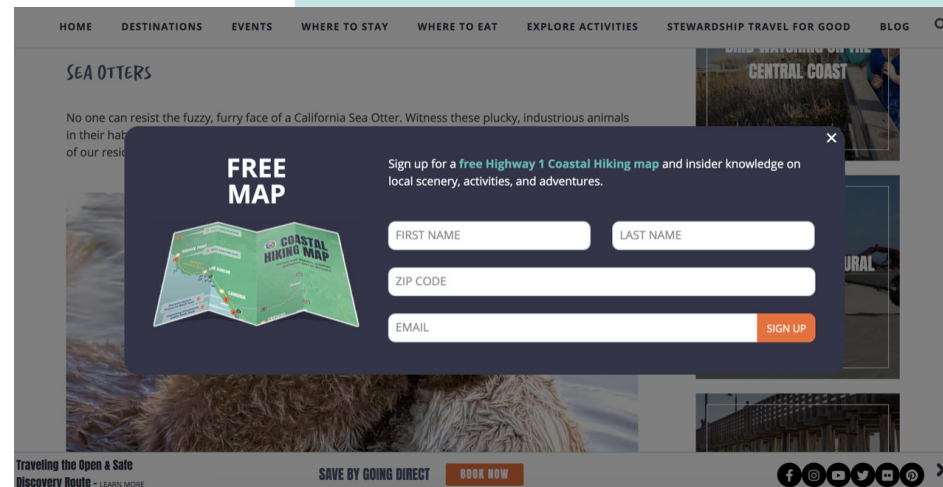 HOME DESTINATIONS EVENTS WHERE TO STAY WHERE TO EAT EXPLORE ACTIVITIES STEWARDSHIP TRAVEL FOR GOOD BLOG
SEA OTTERS
BIRD WATCHING ON THE
CENTRAL COAST
No one can resist the fuzzy, furry face of a California Sea Otter. Witness these plucky, industrious animals
in their
of our
FREE
MAP
COASTAL
HIKING MAP
Sign up for a free Highway 1 Coastal Hiking map and insider knowledge on
local scenery, activities, and adventures.
FIRST NAME LAST NAME
ZIP CODE
EMAIL SIGN UP
Traveling the Open & Safe
Discovery Route - LEARN MORE
SAVE BY GOING DIRECT BOOK NOW